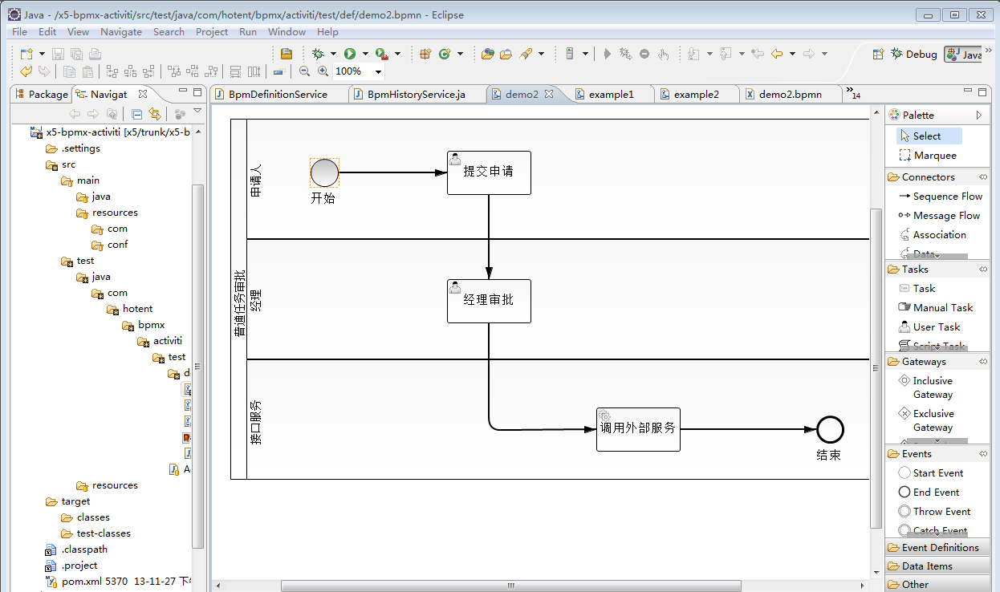 Java - /x5-bpmx-activiti/src/test/java/com/hotent/bpmx/activiti/test/def/demo2.bpmn - Eclipse
File Edit View Navigate Search Project Run Window Help
Debug Java
100%
Package Navigat
BpmDefinitionService BpmHistoryService.ja demo2 example1 example2 demo2.bpmn 14
x5-bpmx-activiti [x5/trunk/x5-b
.settings
src
main
java
resources
com
conf
test
java
com
hotent
bpmx
activiti
test
d
A
resources
target
classes
test-classes
.classpath
.project
pom.xml 5370 13-11-27 下午
普通任务审批
申请人
开始
提交申请
经理
经理审批
接口服务
调用外部服务
结束
Palette
Select
Marquee
Connectors
Sequence Flow
Message Flow
Association
Data
Tasks
Task
Manual Task
User Task
Script Task
Gateways
Inclusive
Gateway
Exclusive
Gateway
Events
Start Event
End Event
Throw Event
Catch Event
Event Definitions
Data Items
Other